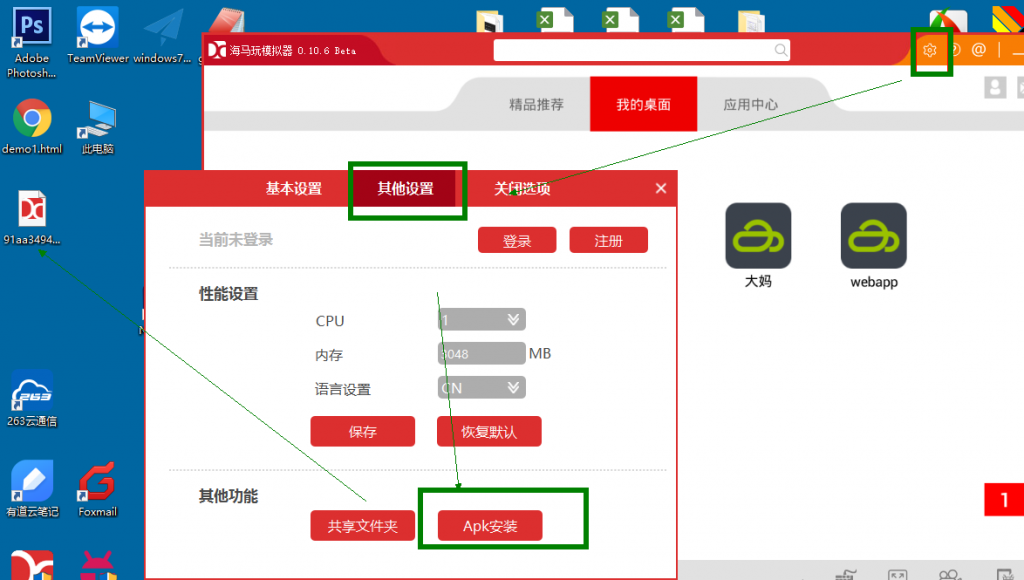 Ps
Adobe
Photosh...
TeamViewer
windows7...
海马玩模拟器 0.10.6 Beta
精品推荐
我的桌面
应用中心
demo1.html
此电脑
基本设置
其他设置
关闭选项
91aa3494...
当前未登录
登录
注册
大妈
webapp
性能设置
CPU
1
内存
MB
语言设置
CN
263
263云通信
保存
恢复默认
其他功能
有道云笔记
Foxmail
共享文件夹
Apk安装
1